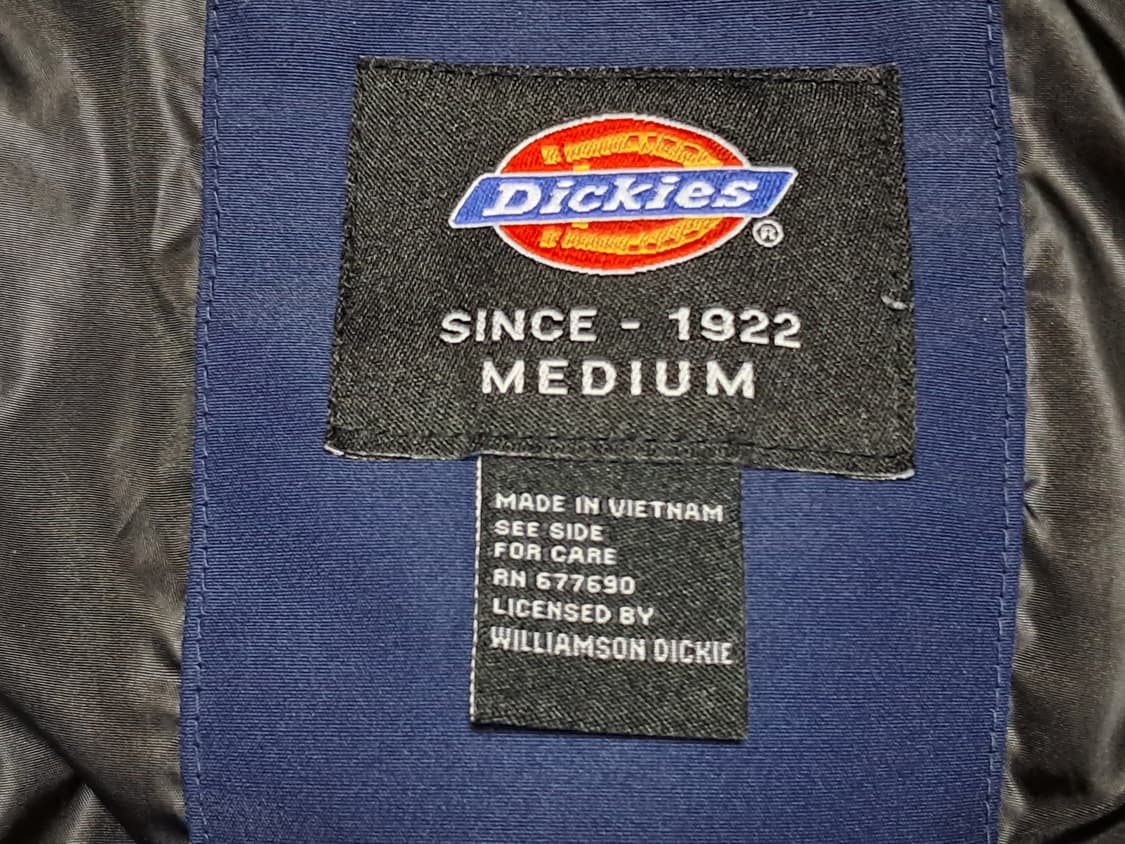 Dickies
®
SINCE - 1922
MEDIUM
MADE IN VIETNAM
SEE SIDE
FOR CARE
RN 677690
LICENSED BY
WILLIAMSON DICKIE